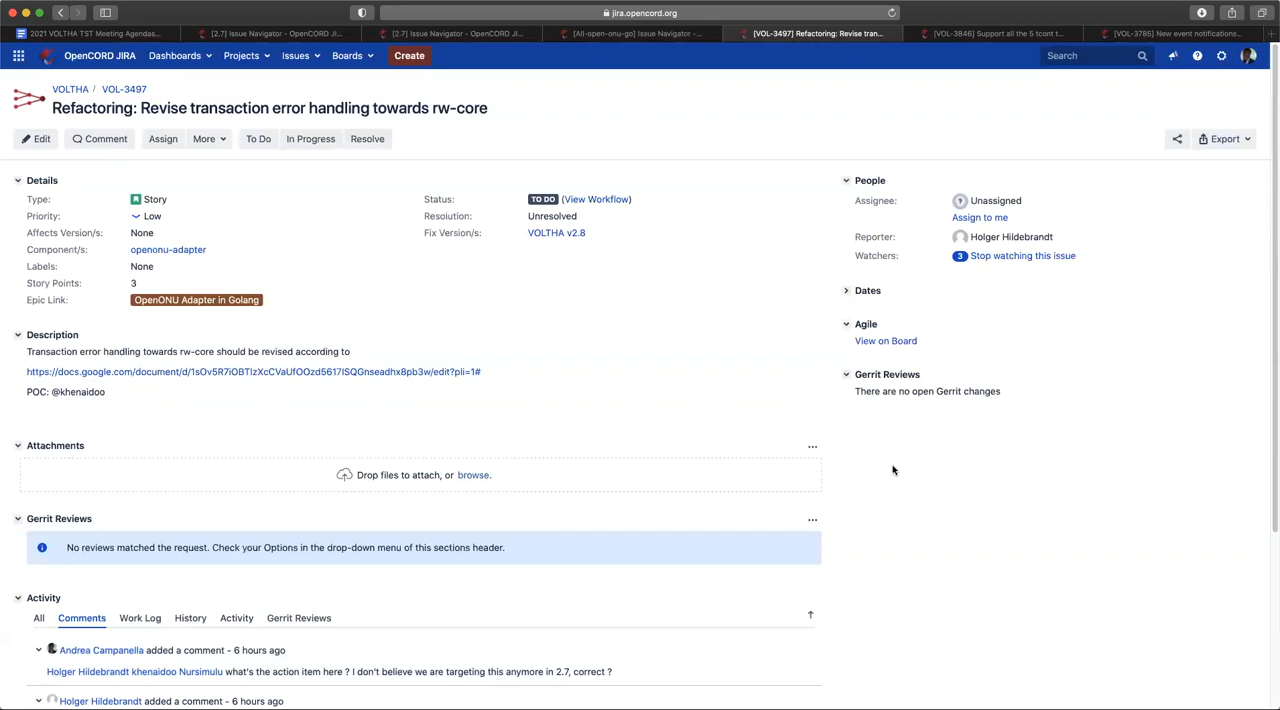 jira.opencord.org
2021 VOLTHA TST Meeting Agendas...
[2.7] Issue Navigator - OpenCORD JI...
[2.7] Issue Navigator - OpenCORD JI...
[All-open-onu-go] Issue Navigator -...
[VOL-3497] Refactoring: Revise tran...
[VOL-3846] Support all the 5 tcont t...
[VOL-3785] New event notifications...
OpenCORD JIRA
Dashboards
Projects
Issues
Boards
Create
Search
VOLTHA / VOL-3497
Refactoring: Revise transaction error handling towards rw-core
Edit
Comment
Assign
More
To Do
In Progress
Resolve
Export
Details
Type: Story
Status: TO DO (View Workflow)
Priority: Low
Resolution: Unresolved
Affects Version/s: None
Fix Version/s: VOLTHA v2.8
Component/s: openonu-adapter
Labels: None
Story Points: 3
Epic Link: OpenONU Adapter in Golang
People
Assignee: Unassigned
Assign to me
Reporter: Holger Hildebrandt
Watchers: 3 Stop watching this issue
Dates
Agile
View on Board
Gerrit Reviews
There are no open Gerrit changes
Description
Transaction error handling towards rw-core should be revised according to
POC: @khenaidoo
Attachments
Drop files to attach, or browse.
Gerrit Reviews
No reviews matched the request. Check your Options in the drop-down menu of this sections header.
Activity
All
Comments
Work Log
History
Activity
Gerrit Reviews
Andrea Campanella added a comment - 6 hours ago
Holger Hildebrandt khenaidoo Nursimulu what's the action item here ? I don't believe we are targeting this anymore in 2.7, correct ?
Holger Hildebrandt added a comment - 6 hours ago